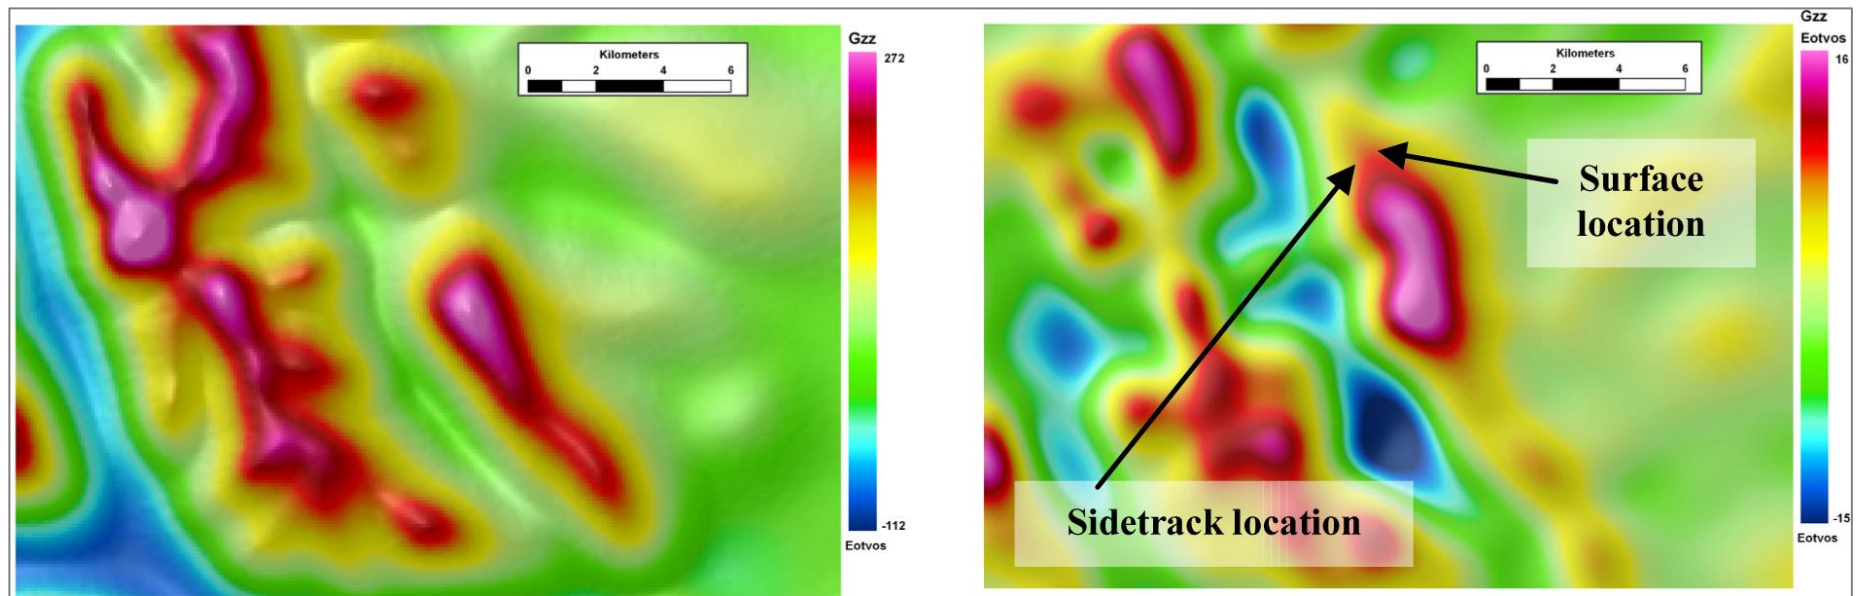 Kilometers
0 2 4 6
Gzz
272
-112
Eotvos
Kilometers
0 2 4 6
Gzz
Eotvos
16
-15
Eotvos
Surface
location
Sidetrack location